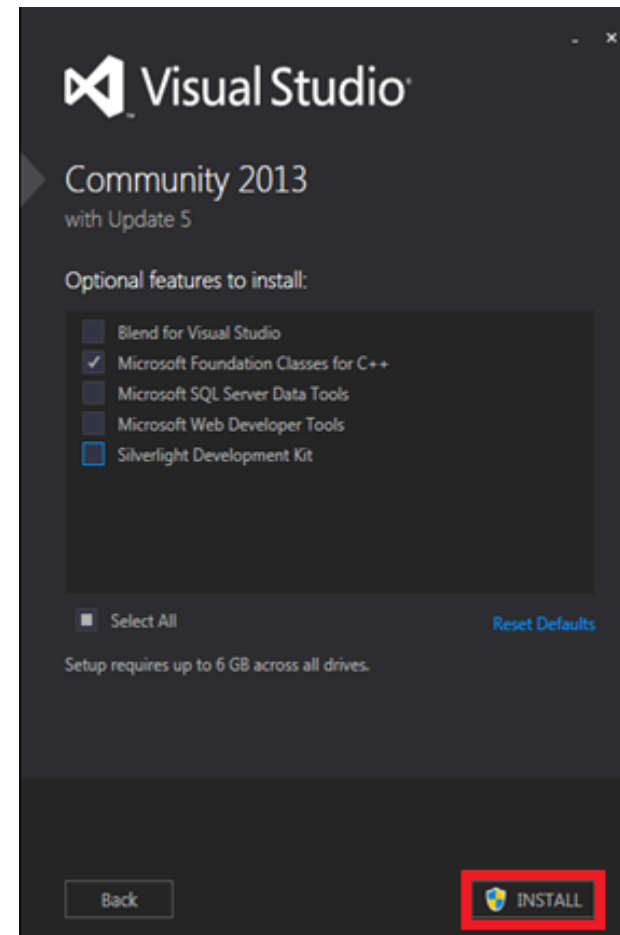 Visual Studio
Community 2013
with Update 5
Optional features to install:
Blend for Visual Studio
Microsoft Foundation Classes for C++
Microsoft SQL Server Data Tools
Microsoft Web Developer Tools
Silverlight Development Kit
Select All
Reset Defaults
Setup requires up to 6 GB across all drives.
Back
INSTALL